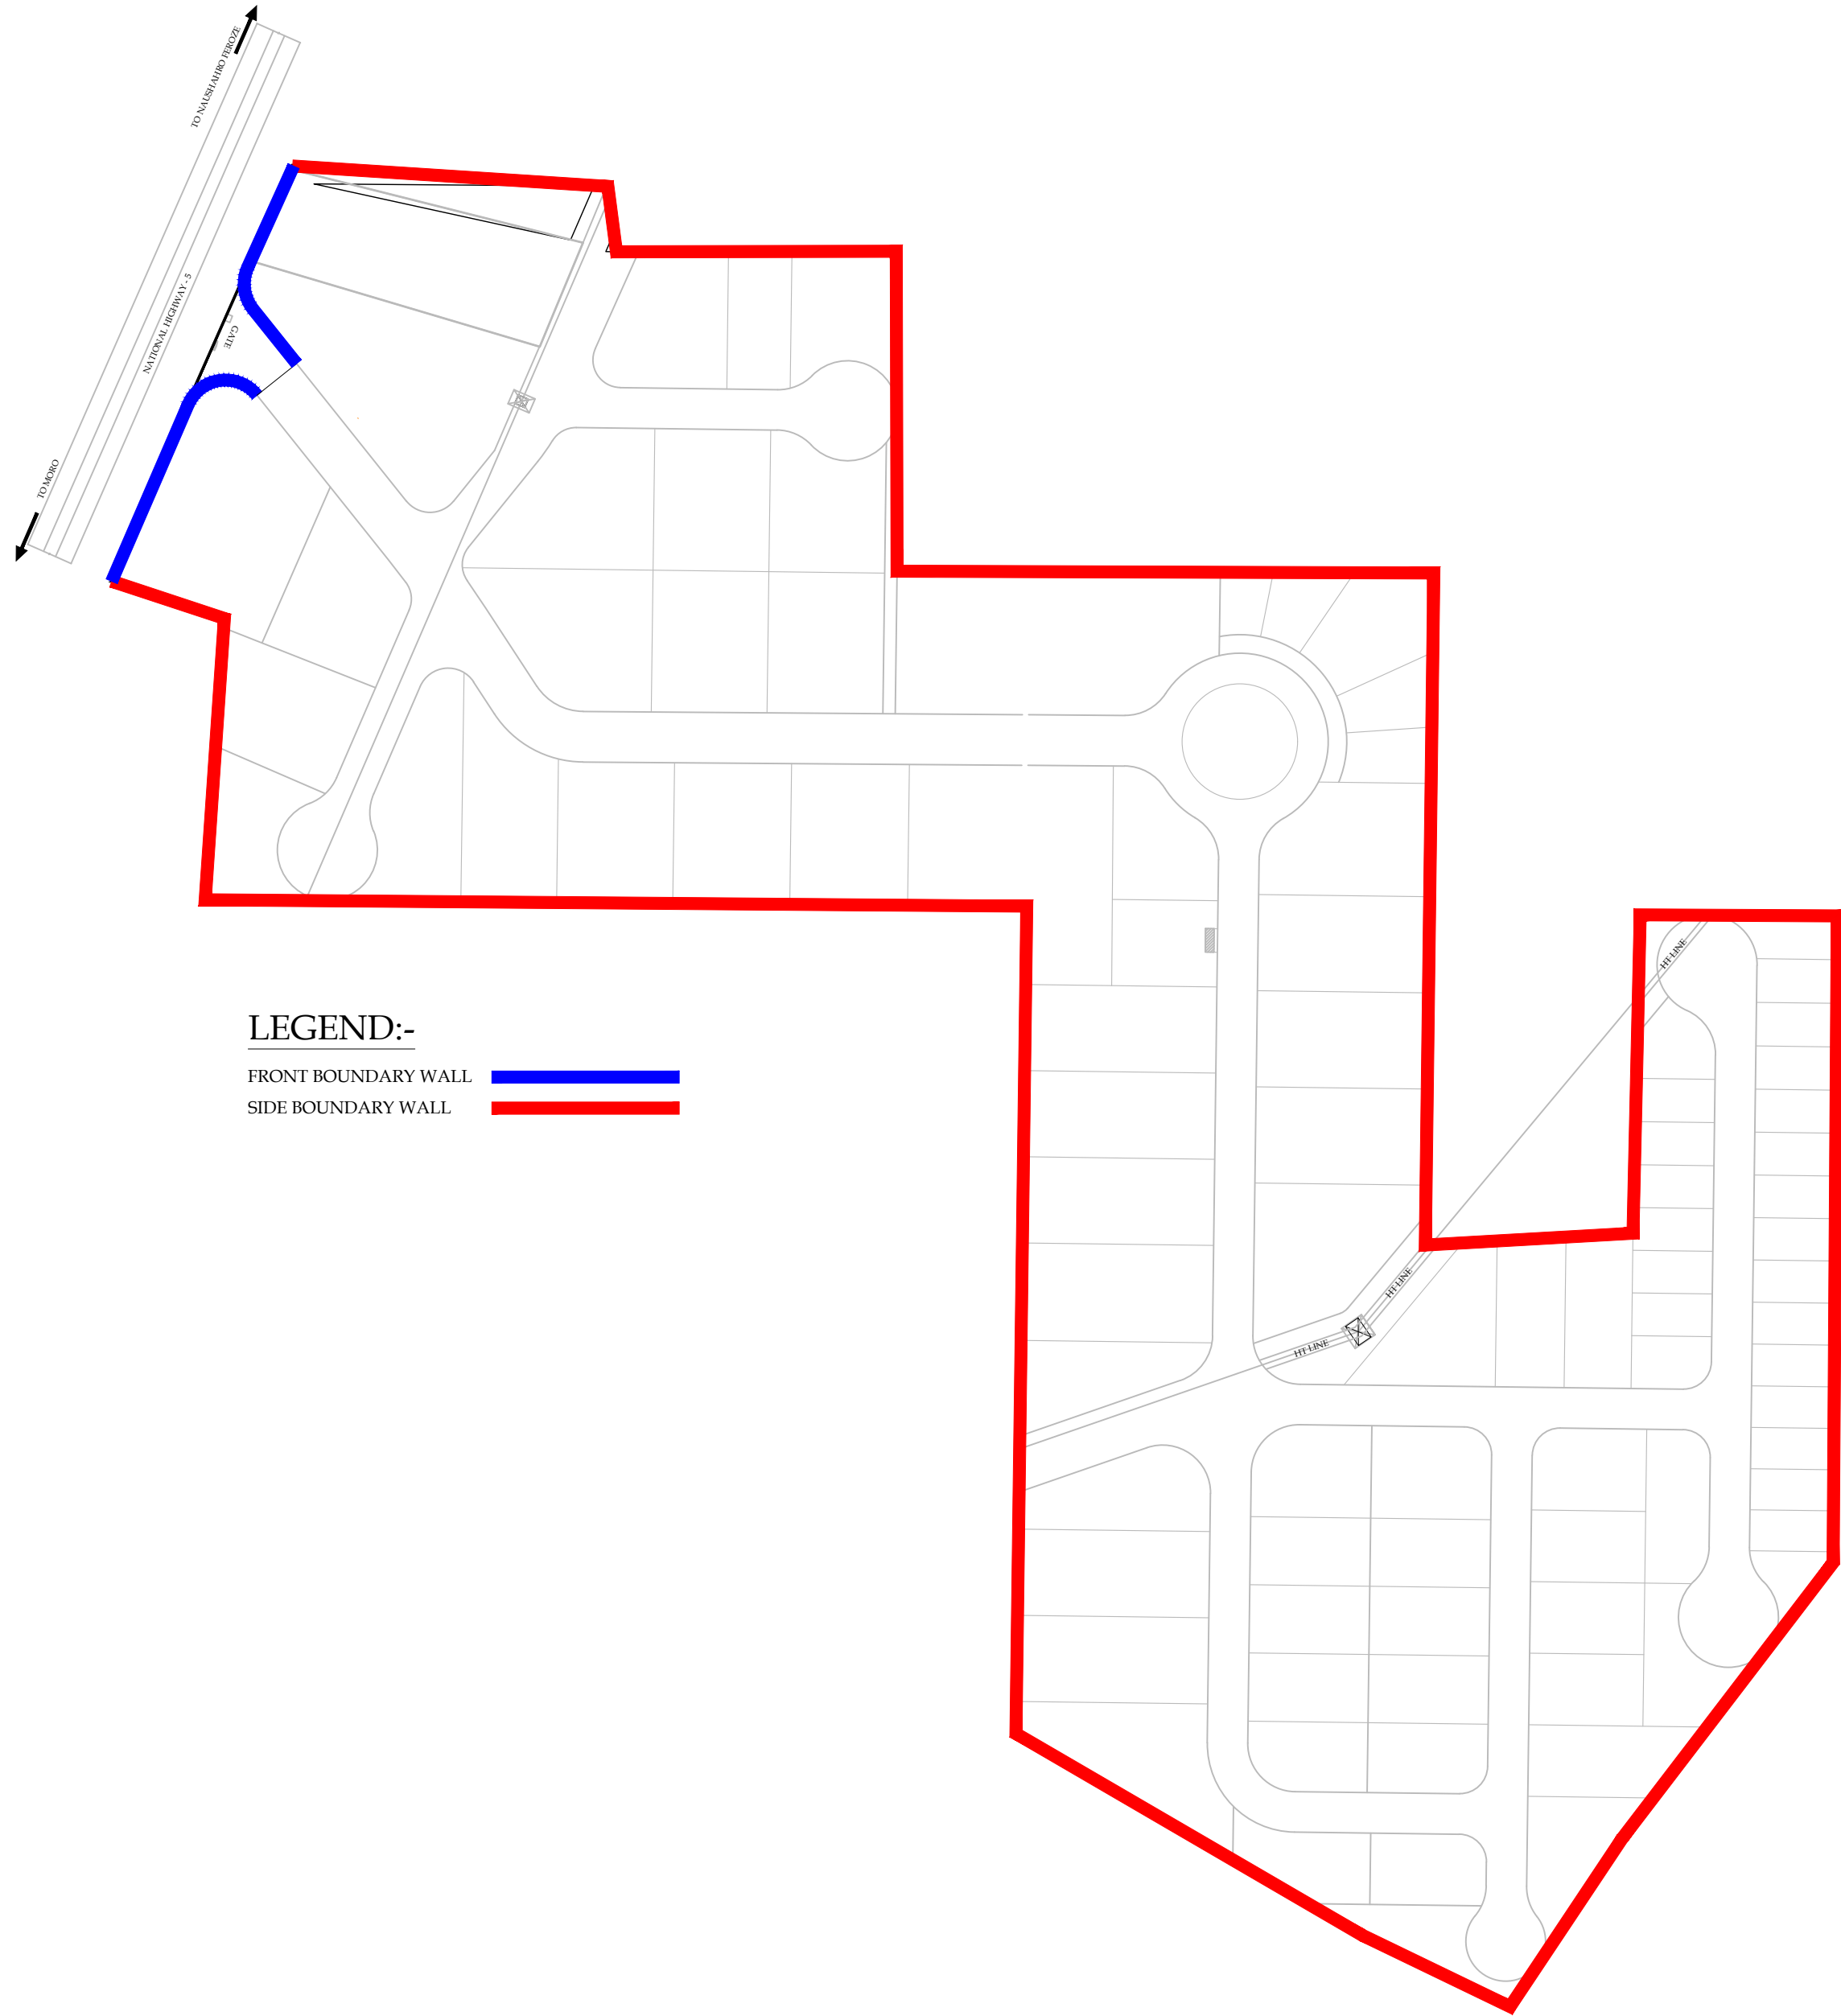 TO NAUSHAHRO FEROZE
NATIONAL HIGHWAY - 5
GATE
TO MORO
HT LINE
LEGEND:-
FRONT BOUNDARY WALL
SIDE BOUNDARY WALL
HT LINE
HT LINE